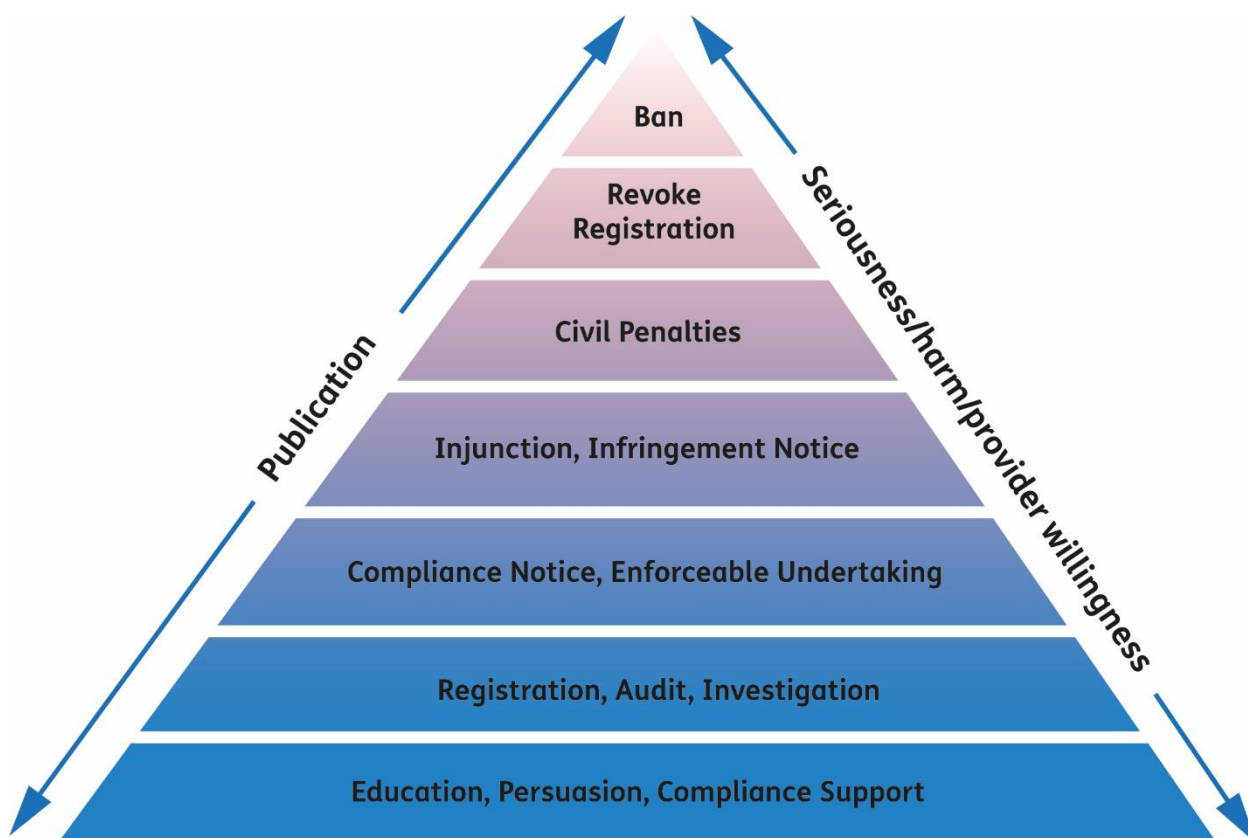 Ban
Revoke
Registration
Civil Penalties
Injunction, Infringement Notice
Compliance Notice, Enforceable Undertaking
Registration, Audit, Investigation
Education, Persuasion, Compliance Support
Publication
Seriousness/harm/provider willingness